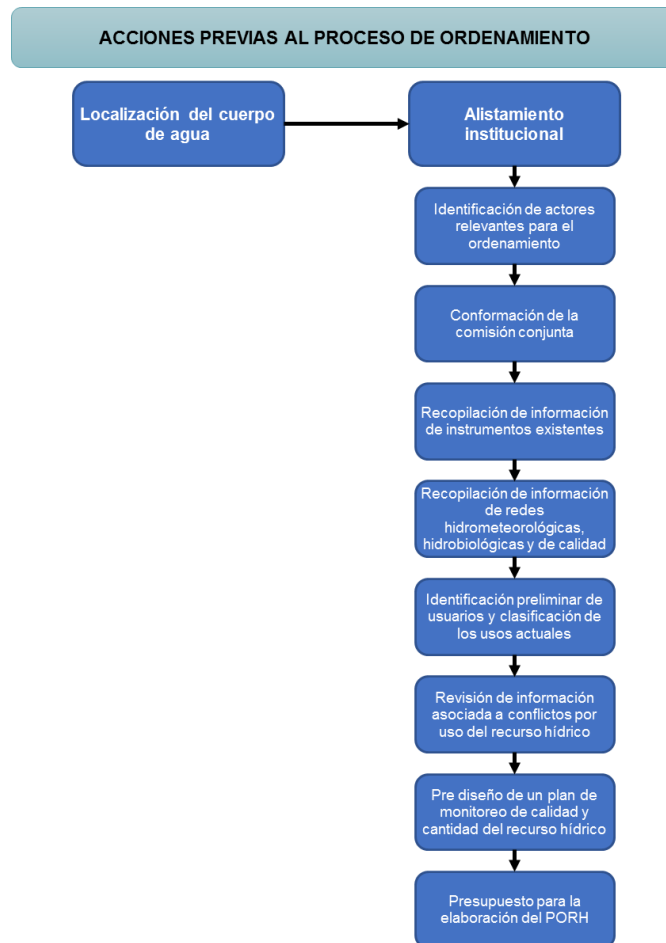 ACCIONES PREVIAS AL PROCESO DE ORDENAMIENTO
Localización del cuerpo
de agua
Alistamiento
institucional
Identificación de actores
relevantes para el
ordenamiento
Conformación de la
comisión conjunta
Recopilación de información
de instrumentos existentes
Recopilación de información
de redes
hidrometeorológicas,
hidrobiológicas y de calidad
Identificación preliminar de
usuarios y clasificación de
los usos actuales
Revisión de información
asociada a conflictos por
uso del recurso hídrico
Pre diseño de un plan de
monitoreo de calidad y
cantidad del recurso hídrico
Presupuesto para la
elaboración del PORH